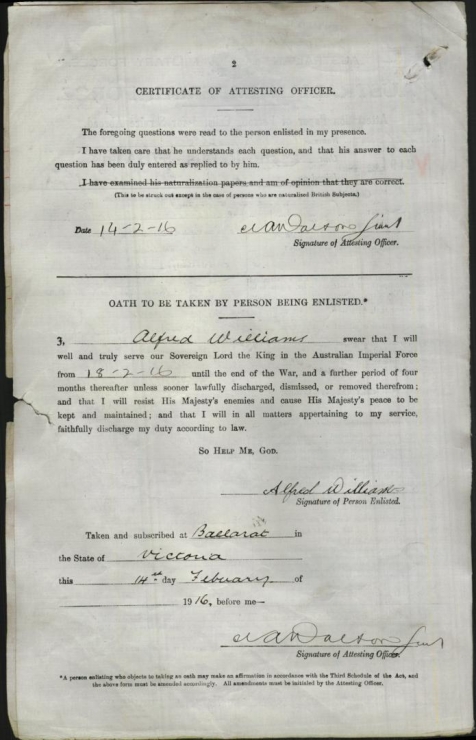 2
CERTIFICATE OF ATTESTING OFFICER.
The foregoing questions were read to the person enlisted in my presence.
I have taken care that he understands each question, and that his answer to each
question has been duly entered as replied to by him.
I have examined his naturalization papers and am of opinion that they are correct.
(This to be struck out except in the case of persons who are naturalised British Subjects.)
Date 14-2-16
Signature of Attesting Officer.
OATH TO BE TAKEN BY PERSON BEING ENLISTED.*
I, Alfred Williams swear that I will
well and truly serve our Sovereign Lord the King in the Australian Imperial Force
from 18-2-16 until the end of the War, and a further period of four
months thereafter unless sooner lawfully discharged, dismissed, or removed therefrom;
and that I will resist His Majesty's enemies and cause His Majesty's peace to be
kept and maintained; and that I will in all matters appertaining to my service,
faithfully discharge my duty according to law.
SO HELP ME, GOD.
Alfred Williams
Signature of Person Enlisted.
Taken and subscribed at Ballarat in
the State of Victoria
this 14th day February of
1916, before me—
Signature of Attesting Officer.
*A person enlisting who objects to taking an oath may make an affirmation in accordance with the Third Schedule of the Act, and
the above form must be amended accordingly. All amendments must be initialed by the Attesting Officer.